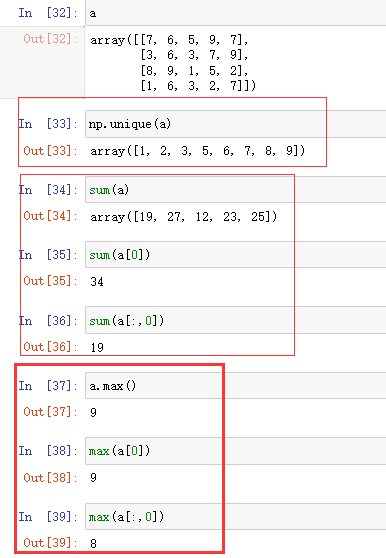 In [32]: a
Out[32]: array([[7, 6, 5, 9, 7],
[3, 6, 3, 7, 9],
[8, 9, 1, 5, 2],
[1, 6, 3, 2, 7]])
In [33]: np.unique(a)
Out[33]: array([1, 2, 3, 5, 6, 7, 8, 9])
In [34]: sum(a)
Out[34]: array([19, 27, 12, 23, 25])
In [35]: sum(a[0])
Out[35]: 34
In [36]: sum(a[:,0])
Out[36]: 19
In [37]: a.max()
Out[37]: 9
In [38]: max(a[0])
Out[38]: 9
In [39]: max(a[:,0])
Out[39]: 8